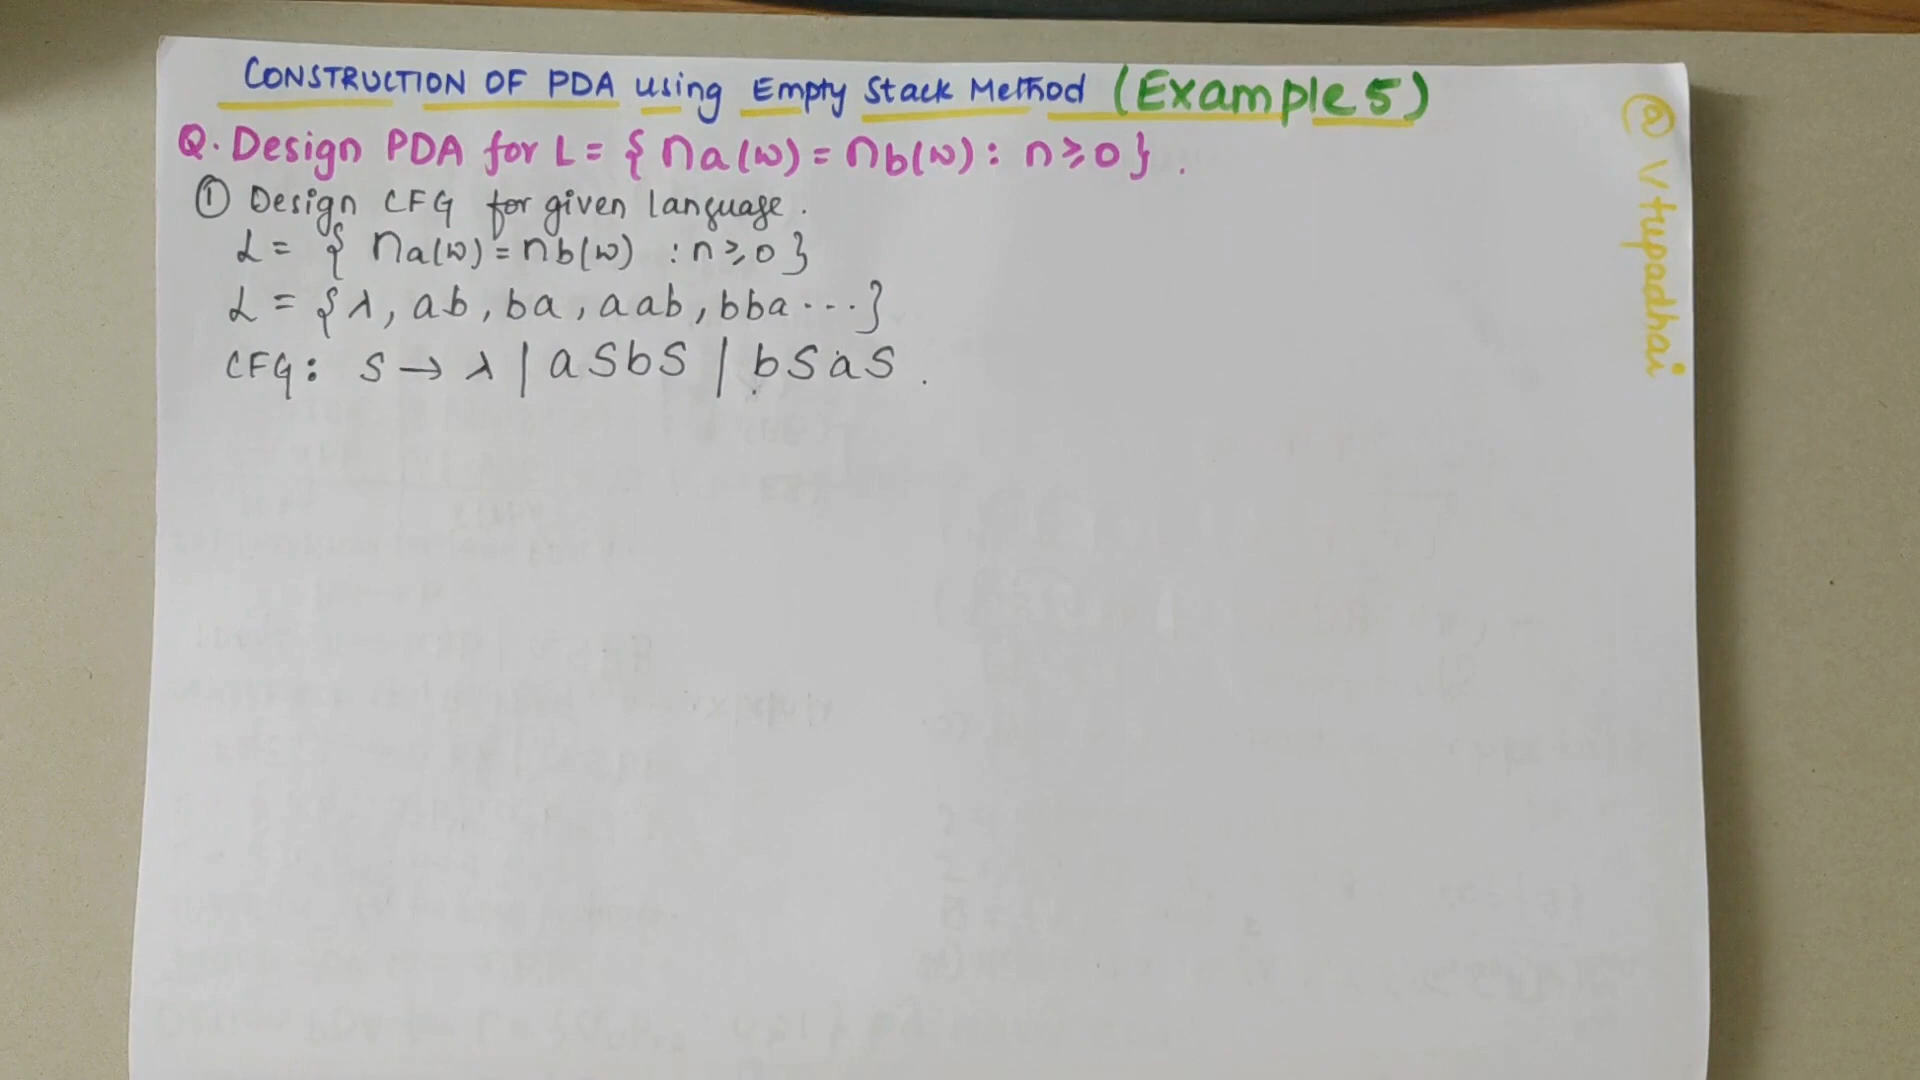 CONSTRUCTION OF PDA using Empty Stack Method (Example 5)
Q. Design PDA for L = { na(w) = nb(w) : n ≥ 0 } .
① Design CFG for given language .
L = { na(w) = nb(w) : n ≥ 0 }
L = { λ, ab, ba, aab, bba ... }
CFG : S → λ | aSbS | bSaS .
@ Vtupadhai